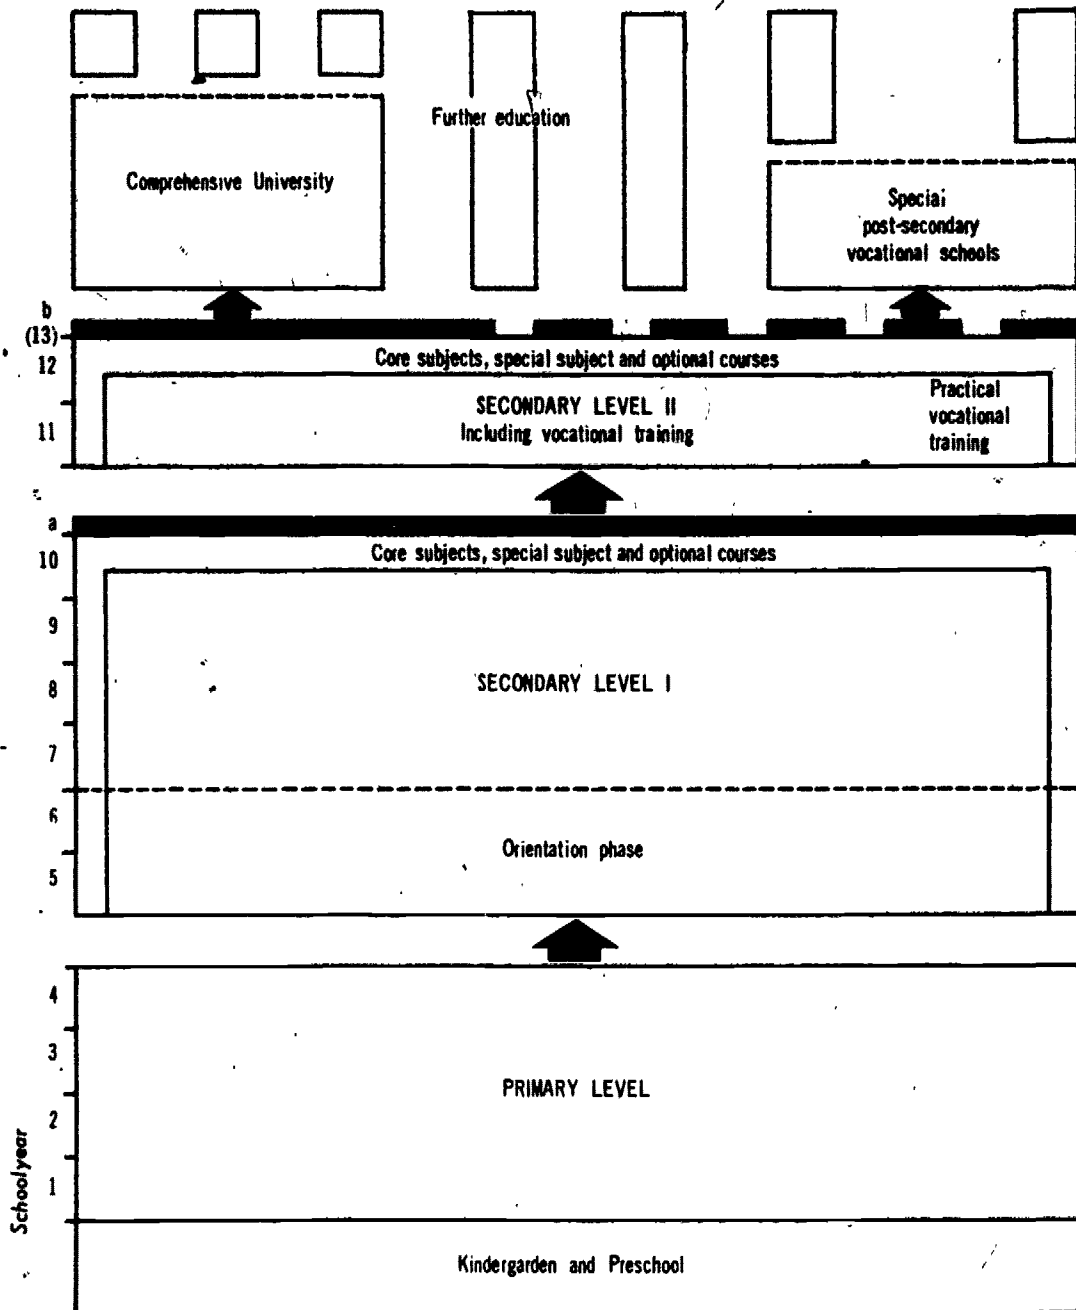 Further education
Comprehensive University
Special
post-secondary
vocational schools
b
(13)
12
Core subjects, special subject and optional courses
SECONDARY LEVEL II
Including vocational training
Practical
vocational
training
11
a
10
Core subjects, special subject and optional courses
9
8
SECONDARY LEVEL I
7
6
Orientation phase
5
4
3
PRIMARY LEVEL
2
1
Schoolyear
Kindergarden and Preschool